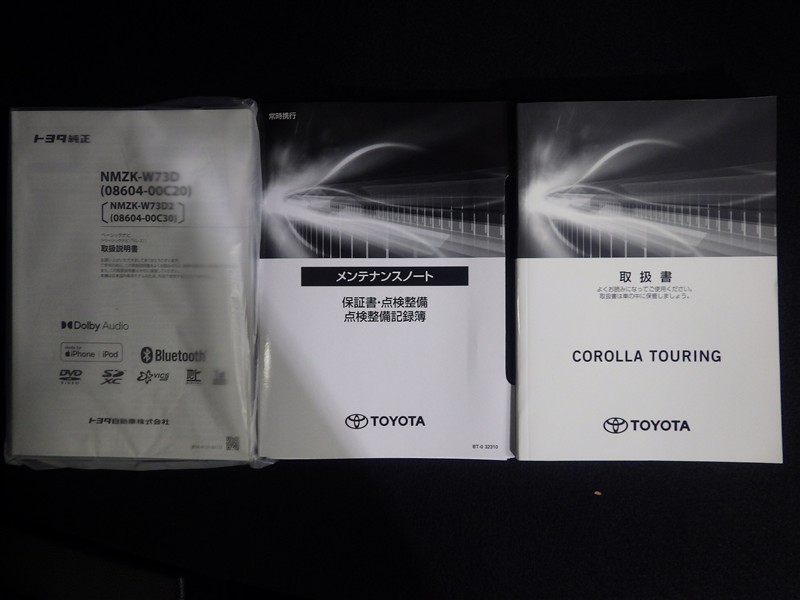 トヨタ純正
NMZK-W73D
(08604-00C20)
NMZK-W73D2
(08604-00C30)
取扱説明書
Dolby Audio
iPhone | iPod
Bluetooth
DVD
VIDEO
SD
XC
VICS
トヨタ自動車株式会社
常時携行
メンテナンスノート
保証書・点検整備
点検整備記録簿
TOYOTA
取扱書
よくお読みになってご使用ください。
取扱書は車の中に保管しましょう。
COROLLA TOURING
TOYOTA